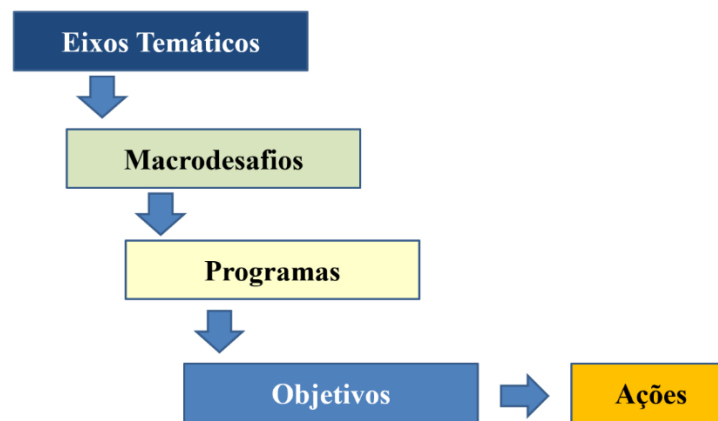 Eixos Temáticos
Macrodesafios
Programas
Objetivos
Ações